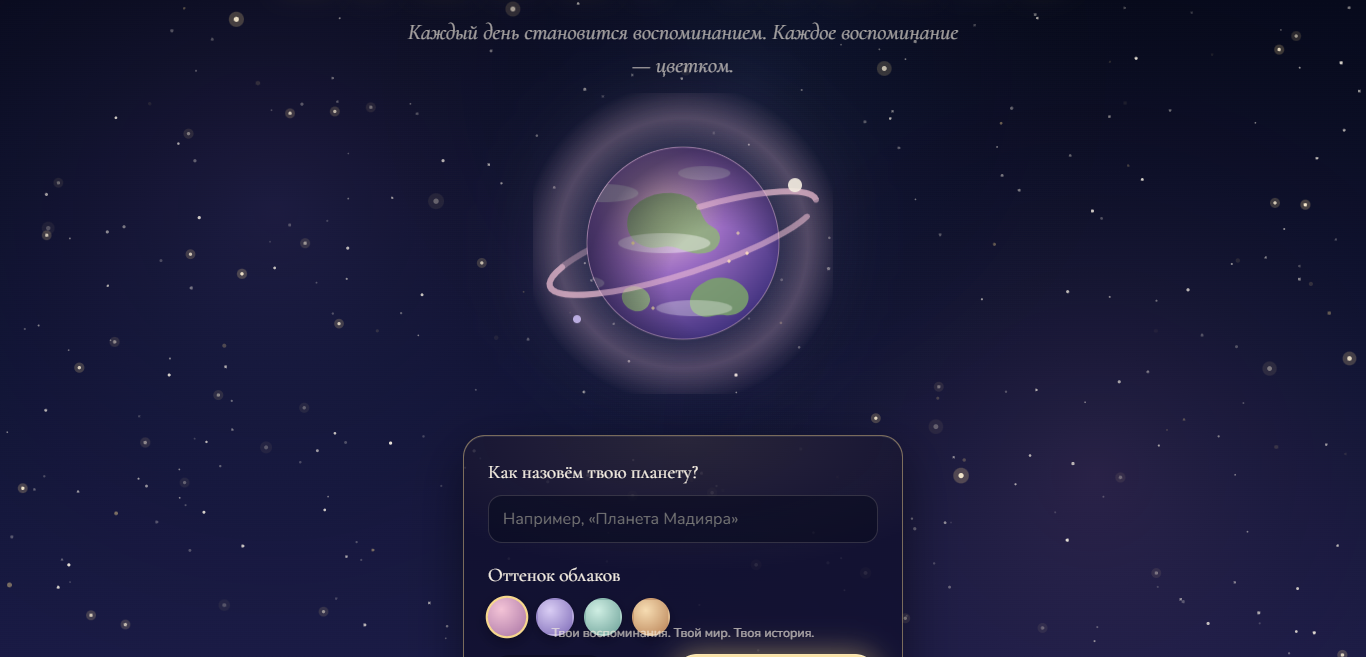 Каждый день становится воспоминанием. Каждое воспоминание
— цветком.
Как назовём твою планету?
Например, «Планета Мадияра»
Оттенок облаков
Твои воспоминания. Твой мир. Твоя история.